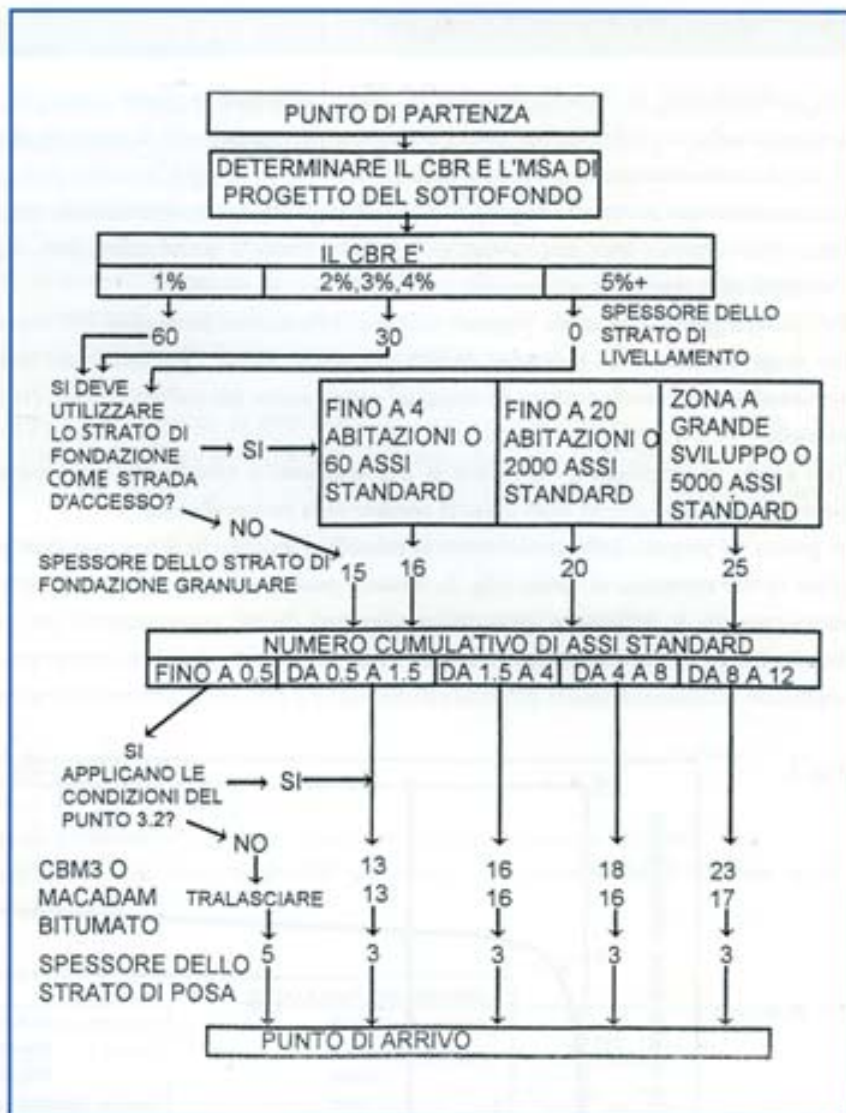 PUNTO DI PARTENZA
DETERMINARE IL CBR E L'MSA DI
PROGETTO DEL SOTTOFONDO
IL CBR E'
1% 2%,3%,4% 5%+
60 30 0
SPESSORE DELLO
STRATO DI
LIVELLAMENTO
SI DEVE
UTILIZZARE
LO STRATO DI
FONDAZIONE
COME STRADA
D'ACCESSO?
SI
NO
FINO A 4
ABITAZIONI O
60 ASSI
STANDARD
FINO A 20
ABITAZIONI O
2000 ASSI
STANDARD
ZONA A
GRANDE
SVILUPPO O
5000 ASSI
STANDARD
SPESSORE DELLO STRATO DI
FONDAZIONE GRANULARE
15 16 20 25
NUMERO CUMULATIVO DI ASSI STANDARD
FINO A 0.5 DA 0.5 A 1.5 DA 1.5 A 4 DA 4 A 8 DA 8 A 12
SI
APPLICANO LE
CONDIZIONI DEL
PUNTO 3.2?
SI
NO
CBM3 O
MACADAM
BITUMATO
13 16 18 23
TRALASCIARE 13 16 16 17
SPESSORE DELLO
STRATO DI POSA
5 3 3 3 3
PUNTO DI ARRIVO